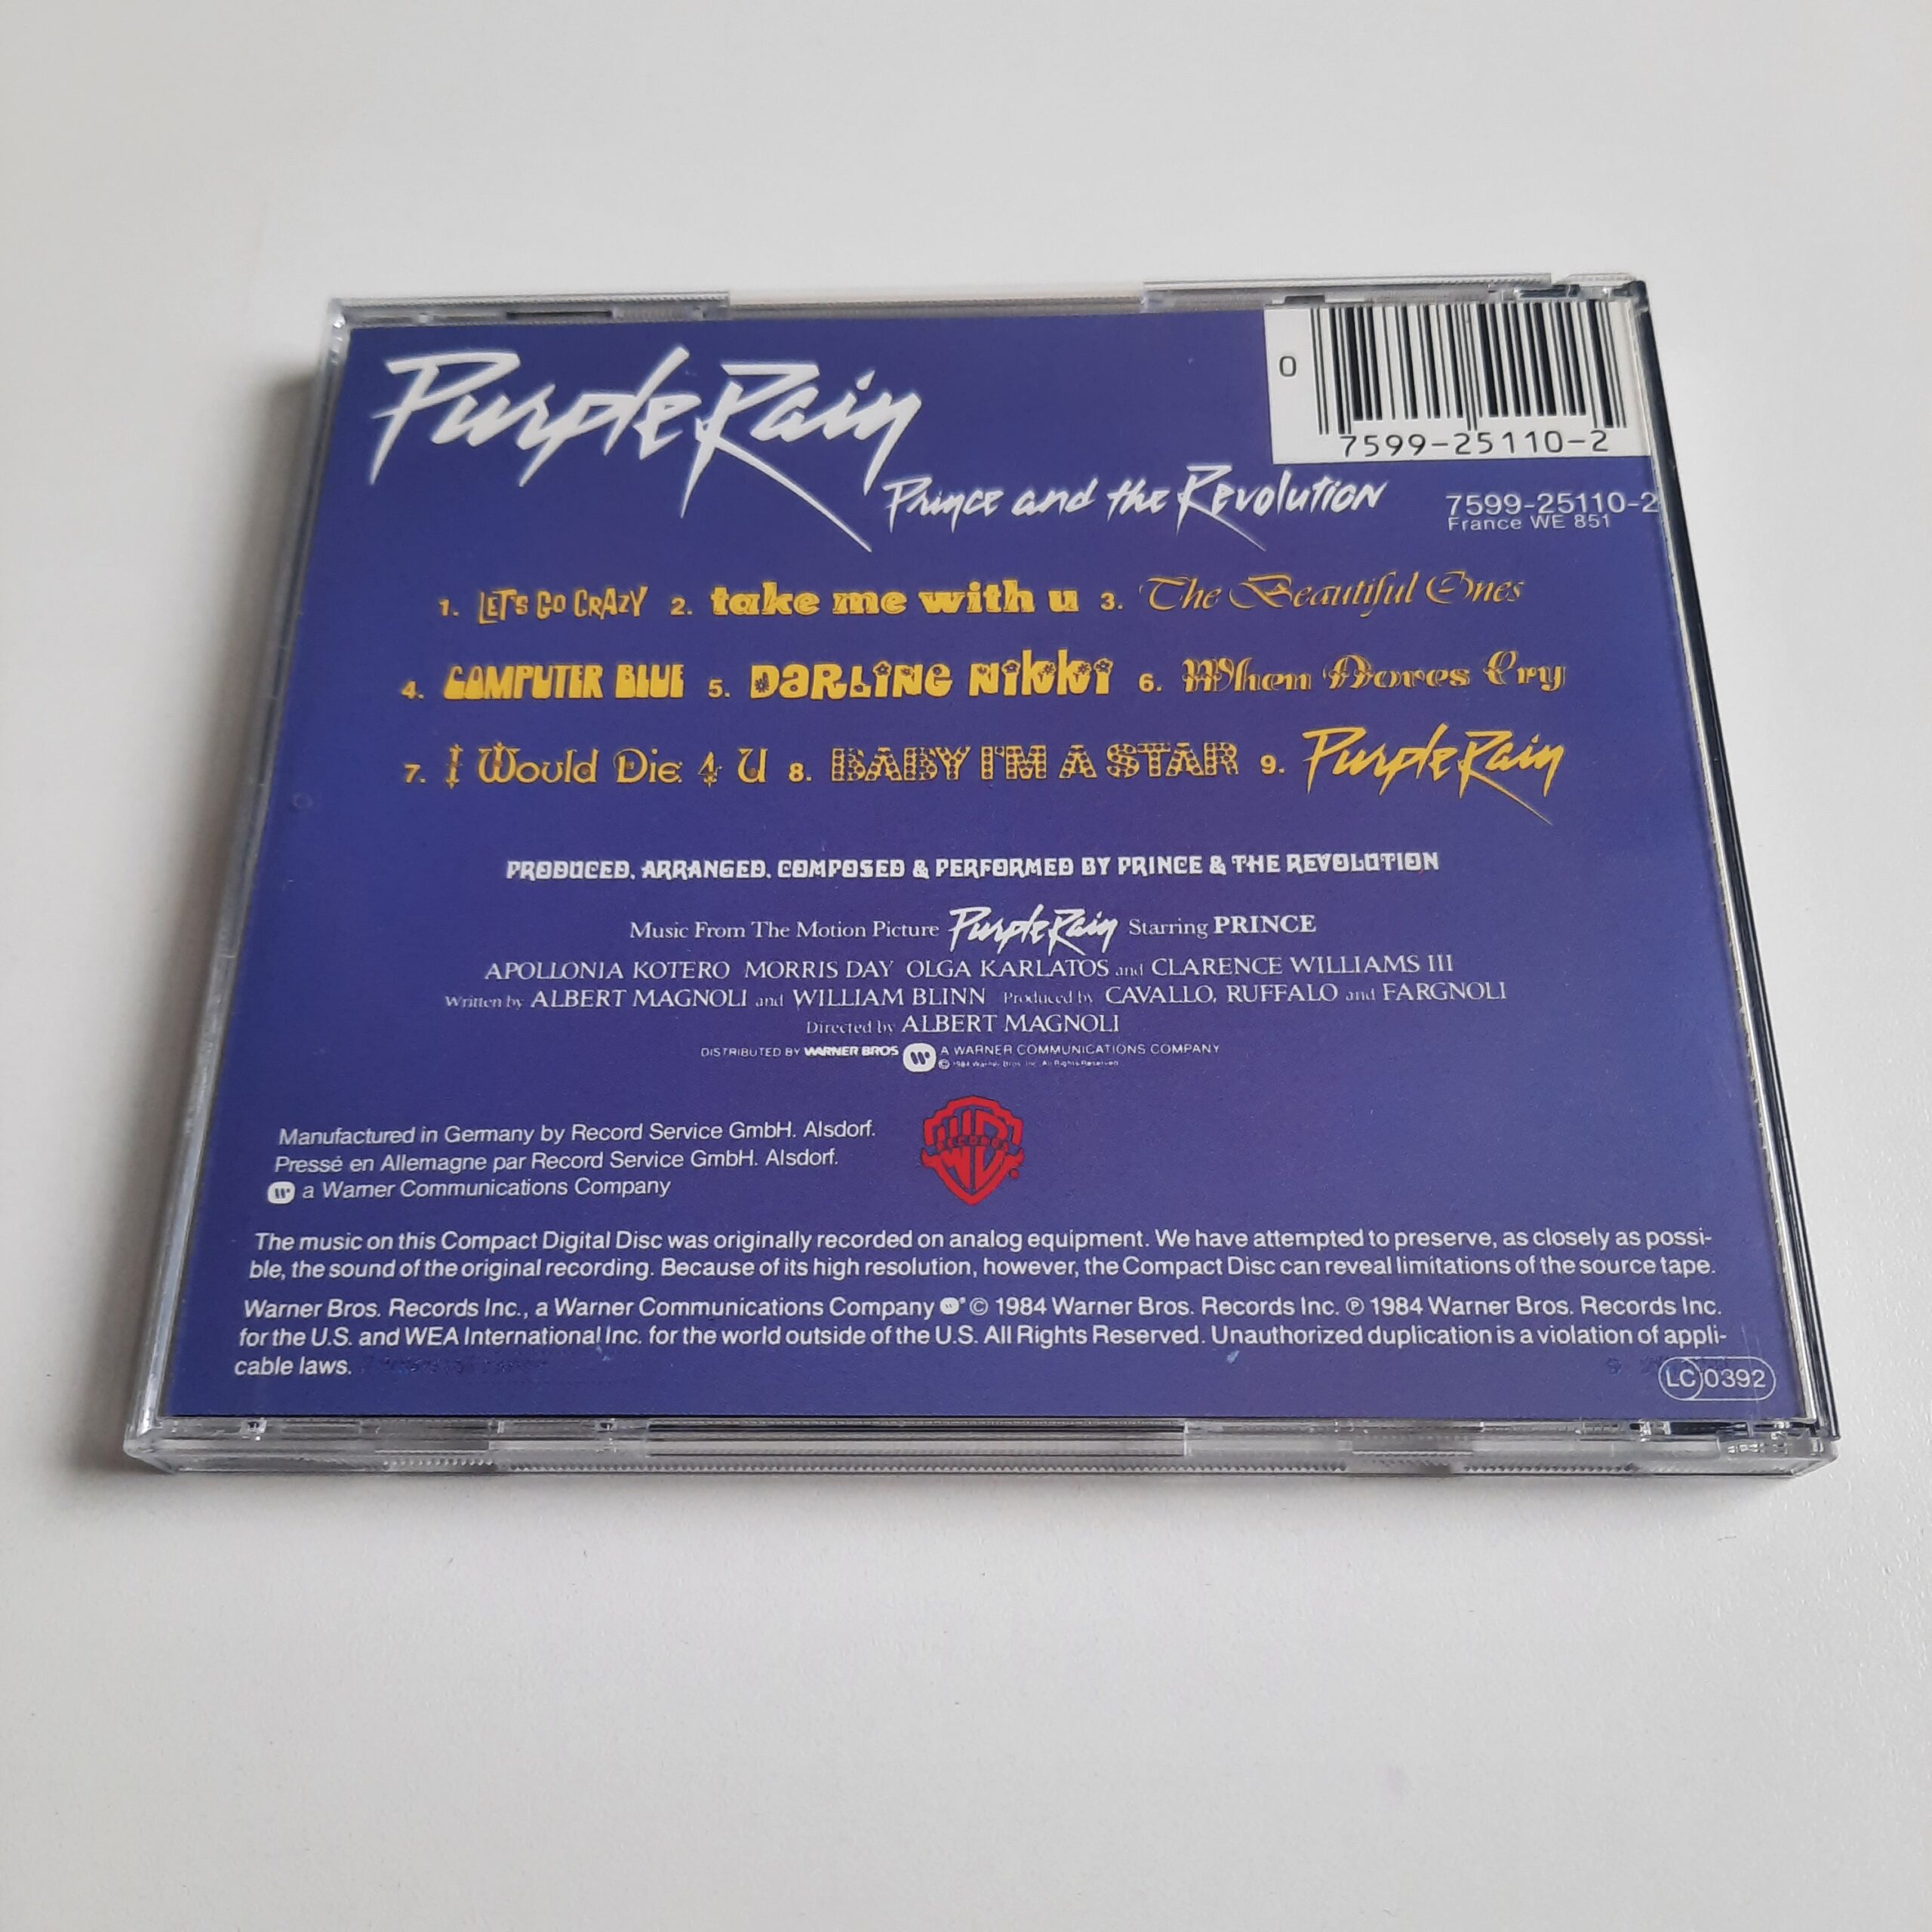 Purple Rain
0
7599-25110-2
Prince and the Revolution
7599-25110-2
France WE 851
1. LET'S GO CRAZY 2. take me with u 3. The Beautiful Ones
4. COMPUTER BLUE 5. DARLING NIKKI 6. When Doves Cry
7. I Would Die 4 U 8. BABY I'M A STAR 9. Purple Rain
PRODUCED, ARRANGED, COMPOSED & PERFORMED BY PRINCE & THE REVOLUTION
Music From The Motion Picture Purple Rain Starring PRINCE
APOLLONIA KOTERO MORRIS DAY OLGA KARLATOS and CLARENCE WILLIAMS III
Written by ALBERT MAGNOLI and WILLIAM BLINN Produced by CAVALLO, RUFFALO and FARGNOLI
Directed by ALBERT MAGNOLI
DISTRIBUTED BY WARNER BROS A WARNER COMMUNICATIONS COMPANY
© 1984 Warner Bros. Inc. All Rights Reserved
Manufactured in Germany by Record Service GmbH. Alsdorf.
Pressé en Allemagne par Record Service GmbH. Alsdorf.
a Warner Communications Company
WB RECORDS
The music on this Compact Digital Disc was originally recorded on analog equipment. We have attempted to preserve, as closely as possi-
ble, the sound of the original recording. Because of its high resolution, however, the Compact Disc can reveal limitations of the source tape.
Warner Bros. Records Inc., a Warner Communications Company © 1984 Warner Bros. Records Inc. ℗ 1984 Warner Bros. Records Inc.
for the U.S. and WEA International Inc. for the world outside of the U.S. All Rights Reserved. Unauthorized duplication is a violation of appli-
cable laws.
LC 0392